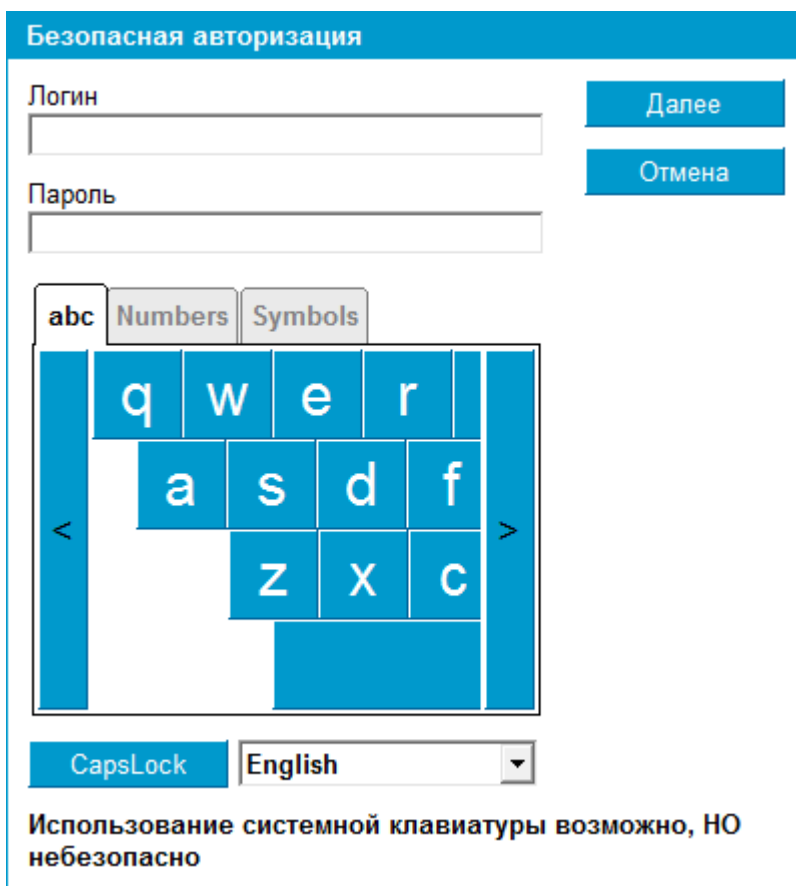 Безопасная авторизация
Логин
Далее
Отмена
Пароль
abc Numbers Symbols
q w e r
a s d f
< >
z x c
CapsLock English
Использование системной клавиатуры возможно, НО
небезопасно